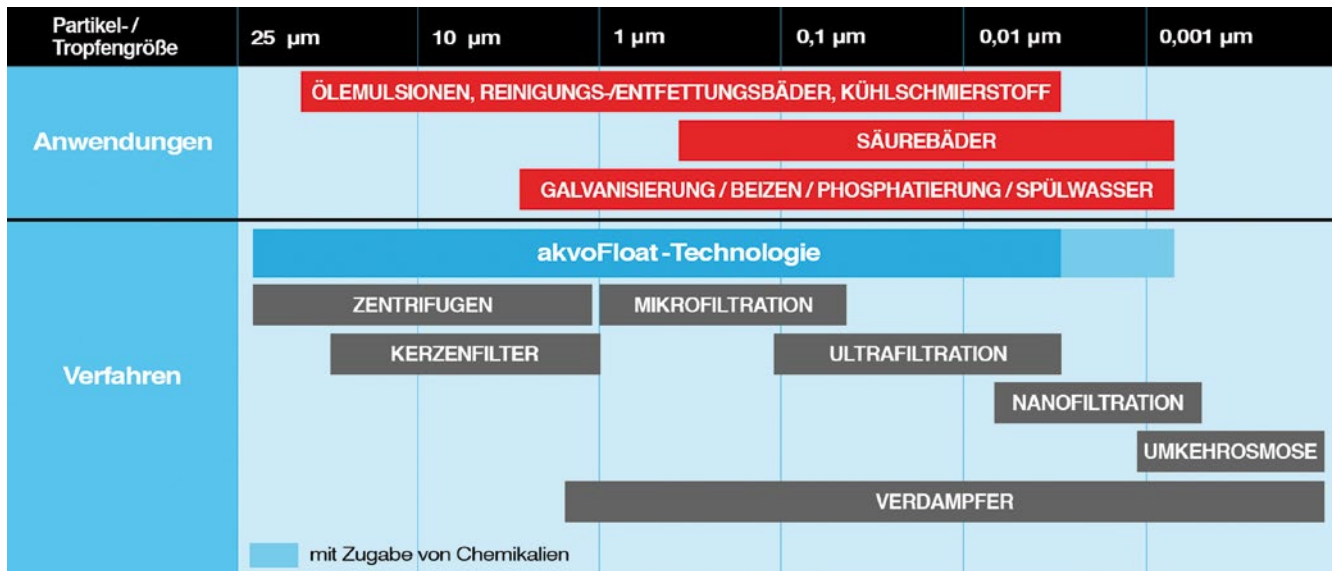 Partikel-/
Tropfengröße
25 µm
10 µm
1 µm
0,1 µm
0,01 µm
0,001 µm
Anwendungen
ÖLEMULSIONEN, REINIGUNGS-/ENTFETTUNGSBÄDER, KÜHLSCHMIERSTOFF
SÄUREBÄDER
GALVANISIERUNG / BEIZEN / PHOSPHATIERUNG / SPÜLWASSER
Verfahren
akvoFloat-Technologie
ZENTRIFUGEN
MIKROFILTRATION
KERZENFILTER
ULTRAFILTRATION
NANOFILTRATION
UMKEHROSMOSE
VERDAMPFER
mit Zugabe von Chemikalien